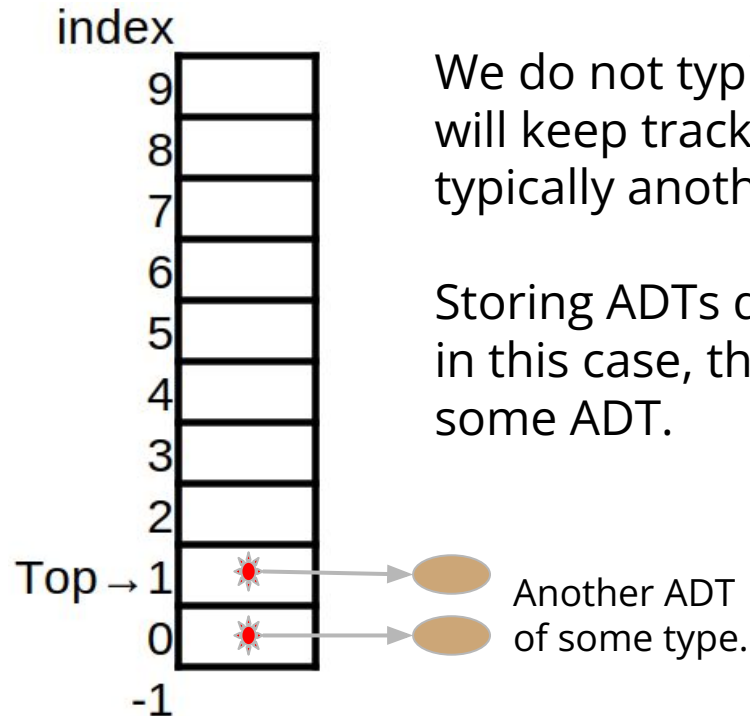 index
9
8
7
6
5
4
3
2
Top→1
0
-1
We do not typ
will keep track
typically anoth
Storing ADTs
in this case, th
some ADT.
Another ADT
of some type.